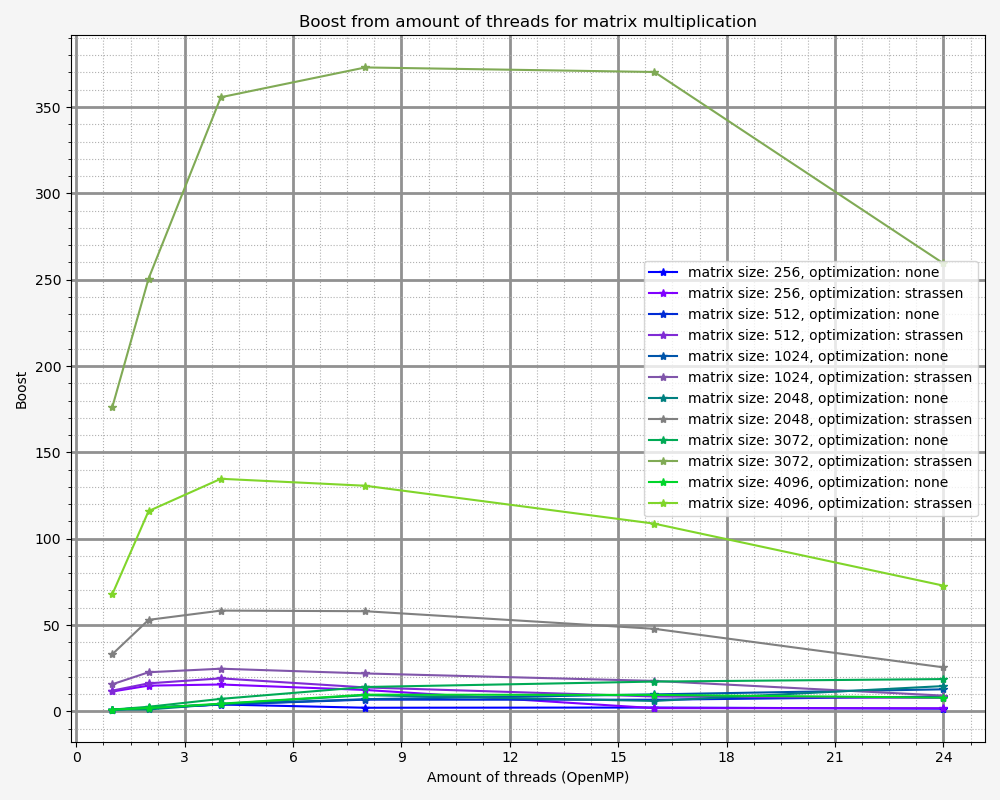 Boost from amount of threads for matrix multiplication
Boost
350
300
250
200
150
100
50
0
matrix size: 256, optimization: none
matrix size: 256, optimization: strassen
matrix size: 512, optimization: none
matrix size: 512, optimization: strassen
matrix size: 1024, optimization: none
matrix size: 1024, optimization: strassen
matrix size: 2048, optimization: none
matrix size: 2048, optimization: strassen
matrix size: 3072, optimization: none
matrix size: 3072, optimization: strassen
matrix size: 4096, optimization: none
matrix size: 4096, optimization: strassen
0 3 6 9 12 15 18 21 24
Amount of threads (OpenMP)